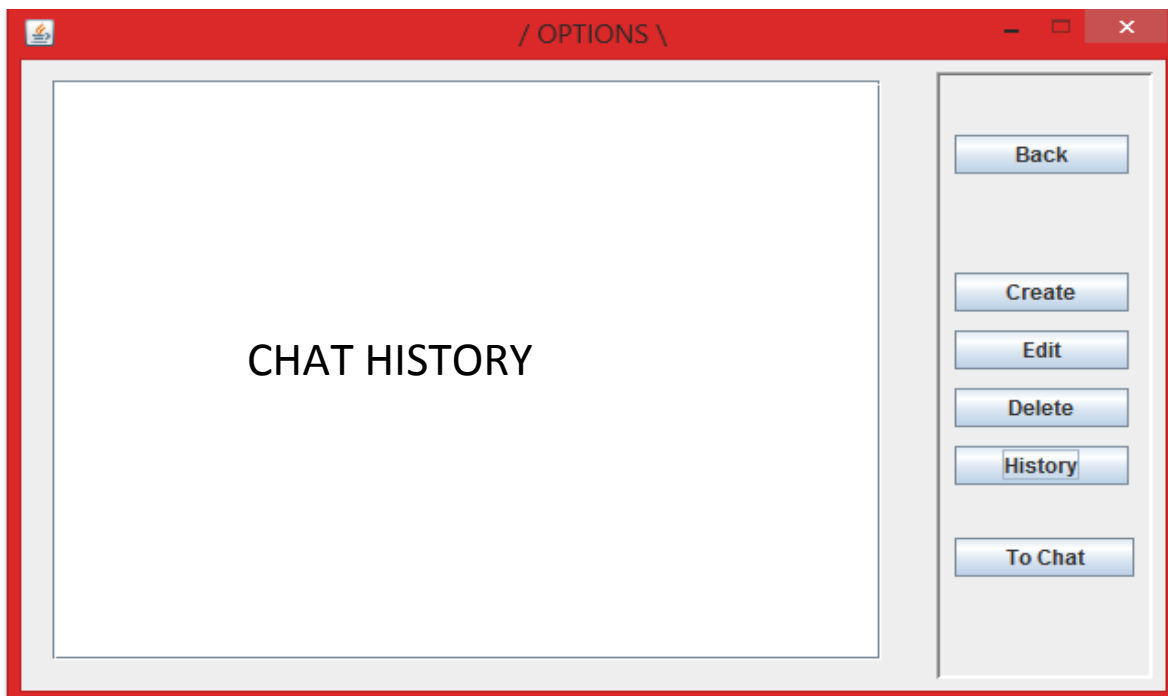 / OPTIONS \
CHAT HISTORY
Back
Create
Edit
Delete
History
To Chat